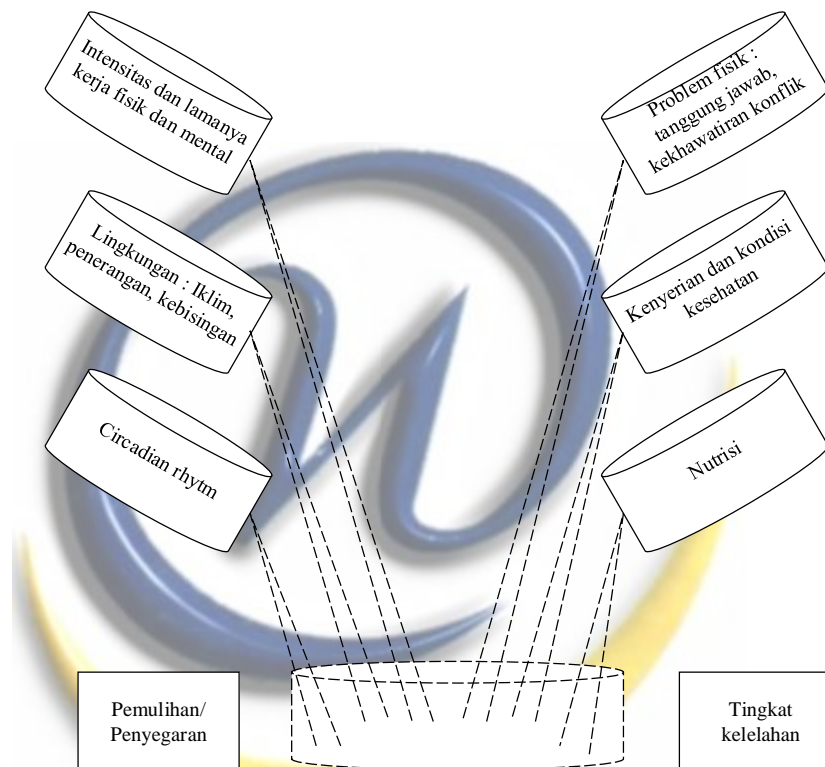 Intensitas dan lamanya
kerja fisik dan mental
Problem fisik :
tanggung jawab,
kekhawatiran konflik
Lingkungan : Iklim,
penerangan, kebisingan
Kenyerian dan kondisi
kesehatan
Circadian rhytm
Nutrisi
Pemulihan/
Penyegaran
Tingkat
kelelahan